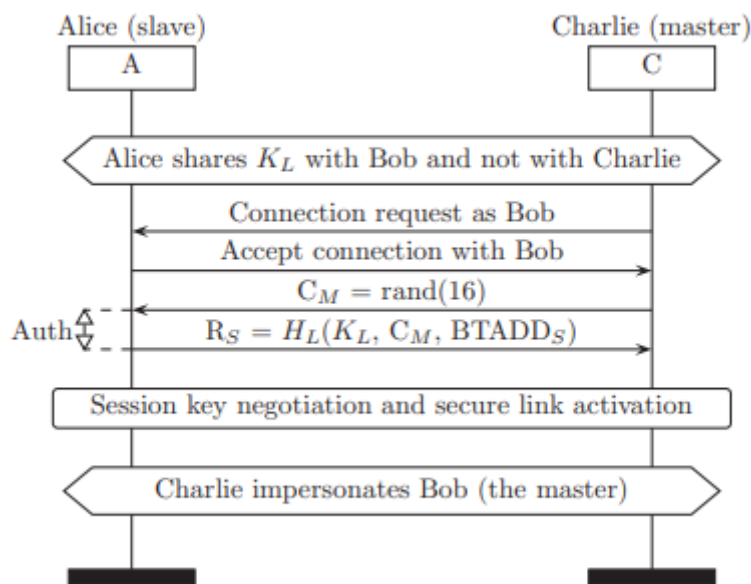 Alice (slave) Charlie (master)
A C
Alice shares K_L with Bob and not with Charlie
Connection request as Bob
Accept connection with Bob
C_M = rand(16)
Auth
R_S = H_L(K_L, C_M, BTADD_S)
Session key negotiation and secure link activation
Charlie impersonates Bob (the master)